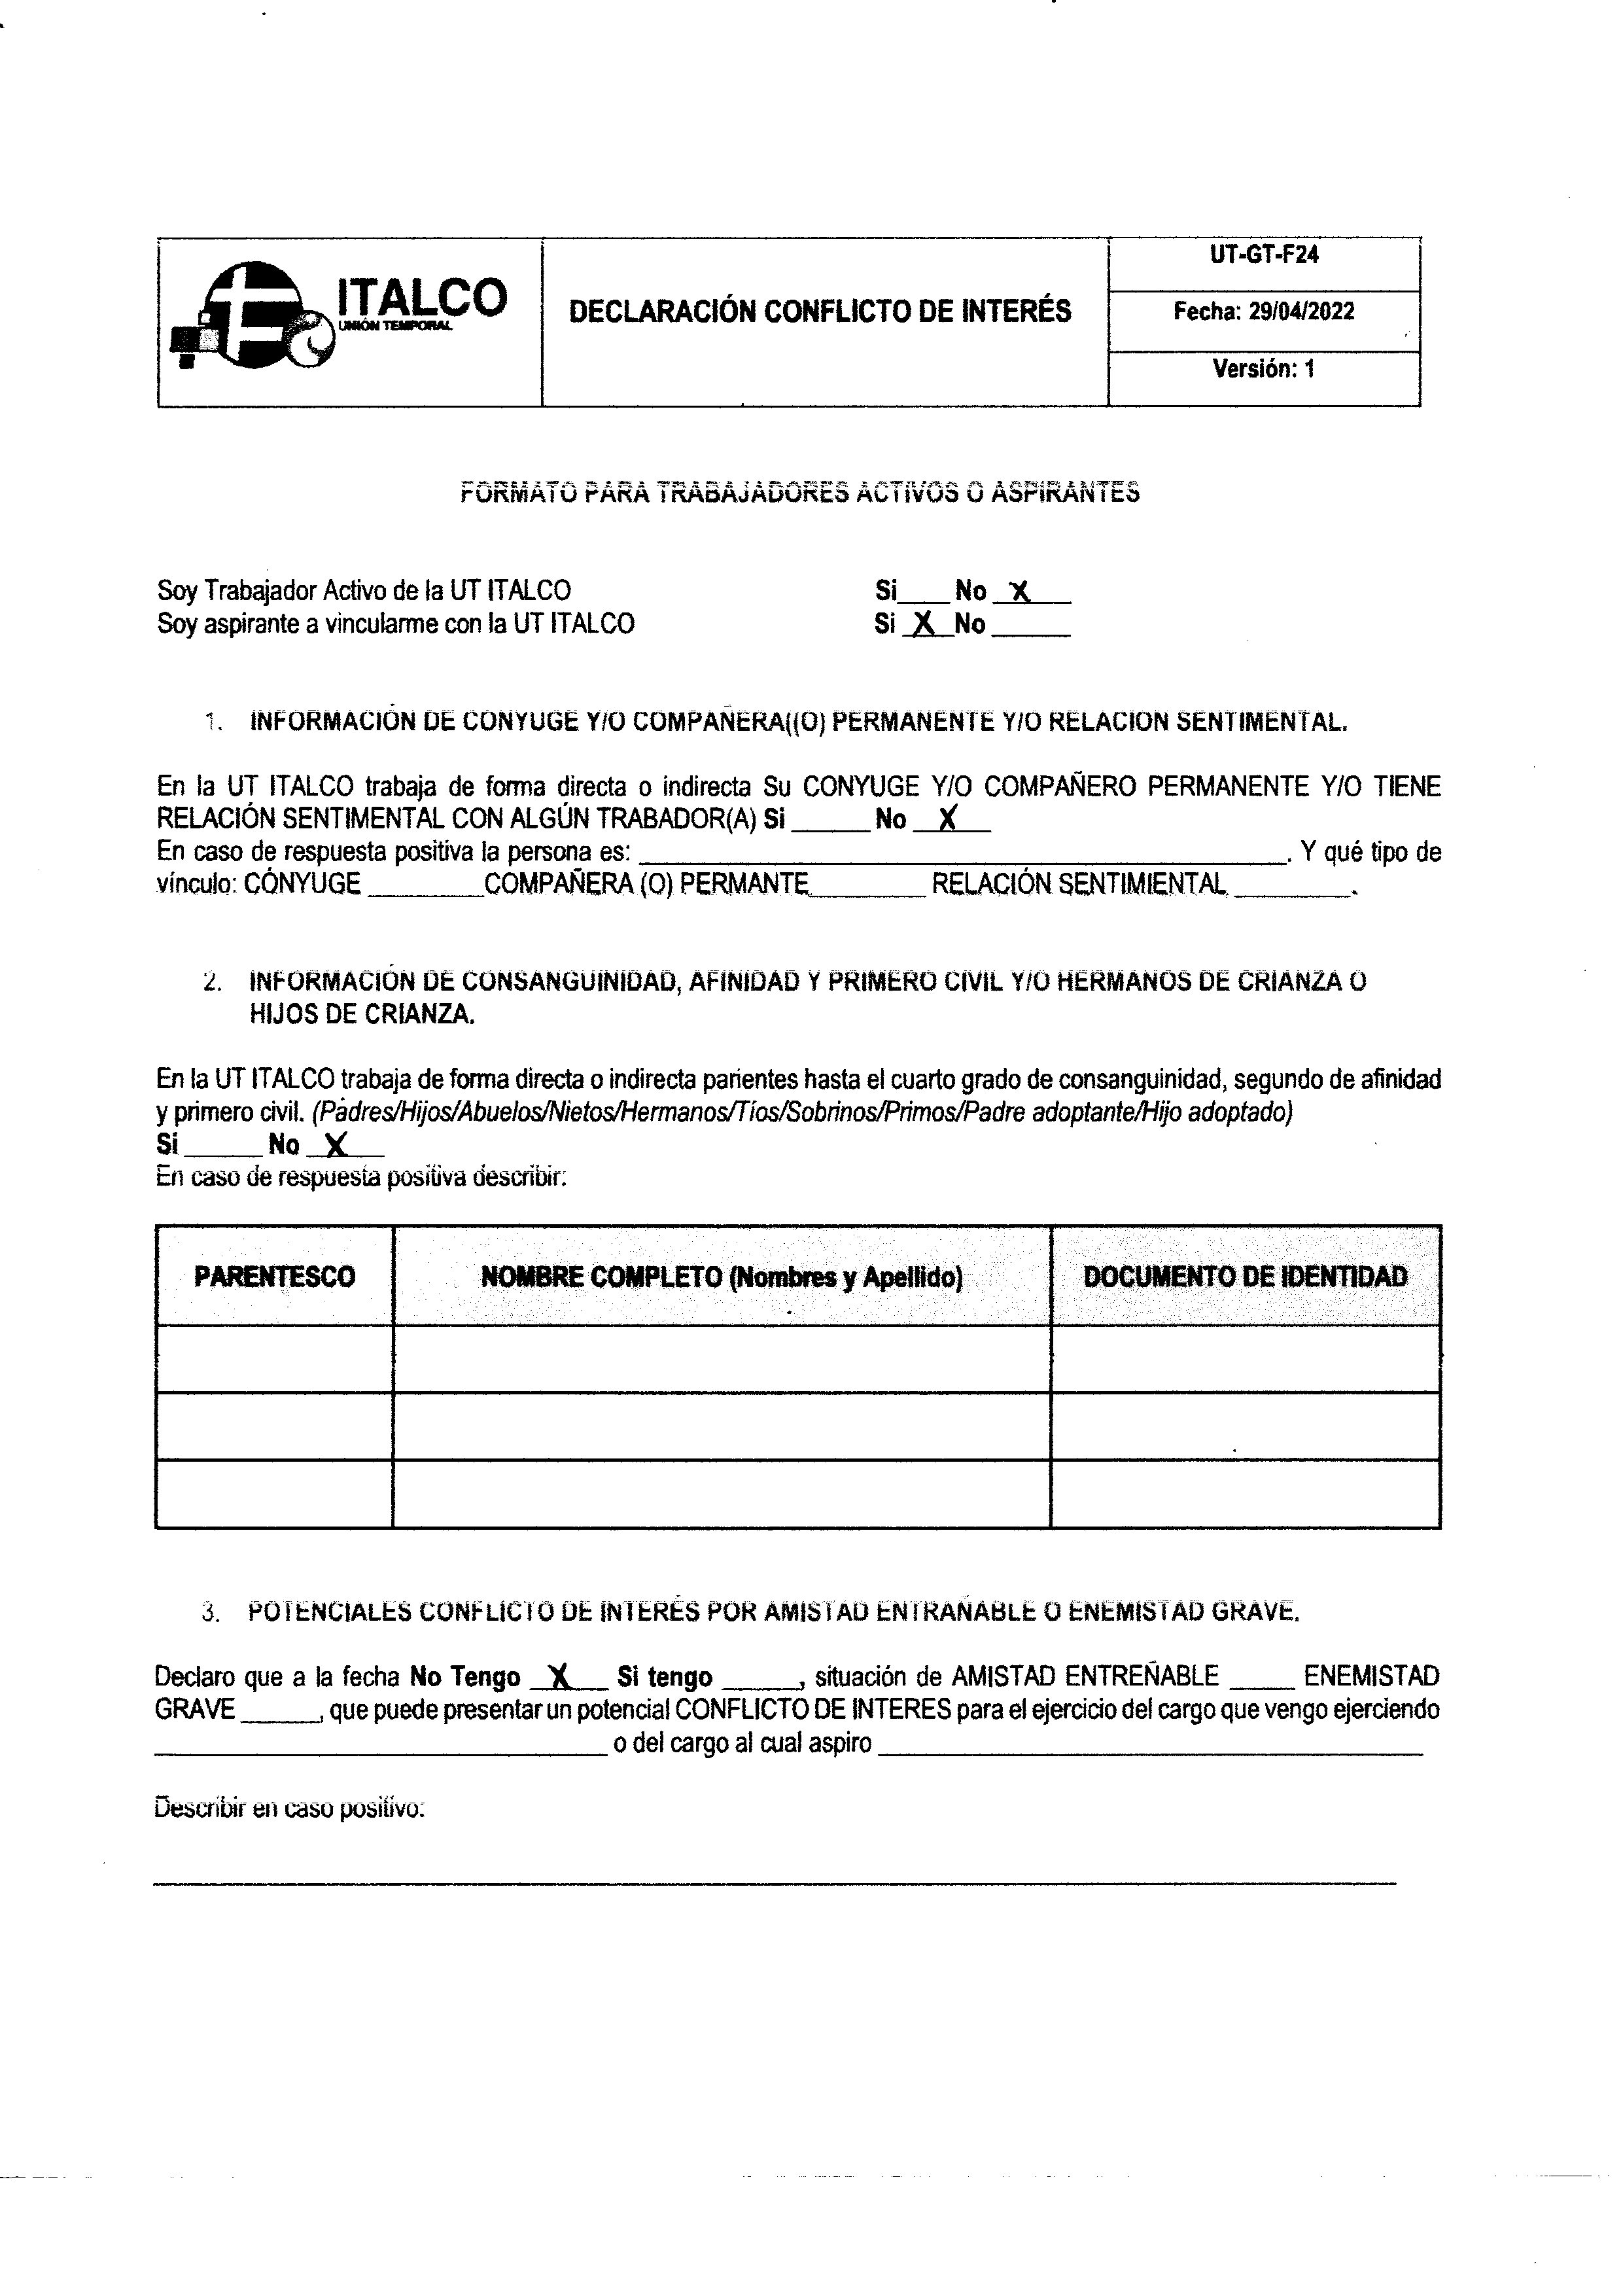 ITALCO
UNIÓN TEMPORAL
DECLARACIÓN CONFLICTO DE INTERÉS
UT-GT-F24
Fecha: 29/04/2022
Versión: 1
FORMATO PARA TRABAJADORES ACTIVOS O ASPIRANTES
Soy Trabajador Activo de la UT ITALCO Si____ No _X___
Soy aspirante a vincularme con la UT ITALCO Si _X_ No ______
1. INFORMACIÓN DE CONYUGE Y/O COMPAÑERA((O) PERMANENTE Y/O RELACION SENTIMENTAL.
En la UT ITALCO trabaja de forma directa o indirecta Su CONYUGE Y/O COMPAÑERO PERMANENTE Y/O TIENE
RELACIÓN SENTIMENTAL CON ALGÚN TRABADOR(A) Si ______ No __X___
En caso de respuesta positiva la persona es: ______________________________. Y qué tipo de
vínculo: CÓNYUGE _________COMPAÑERA (O) PERMANTE_________ RELACIÓN SENTIMIENTAL _________.
2. INFORMACIÓN DE CONSANGUINIDAD, AFINIDAD Y PRIMERO CIVIL Y/O HERMANOS DE CRIANZA O
HIJOS DE CRIANZA.
En la UT ITALCO trabaja de forma directa o indirecta parientes hasta el cuarto grado de consanguinidad, segundo de afinidad
y primero civil. (Padres/Hijos/Abuelos/Nietos/Hermanos/Tíos/Sobrinos/Primos/Padre adoptante/Hijo adoptado)
Si ______ No _X___
En caso de respuesta positiva describir:
PARENTESCO NOMBRE COMPLETO (Nombres y Apellido) DOCUMENTO DE IDENTIDAD
3. POTENCIALES CONFLICTO DE INTERÉS POR AMISTAD ENTRAÑABLE O ENEMISTAD GRAVE.
Declaro que a la fecha No Tengo _X___ Si tengo ______, situación de AMISTAD ENTREÑABLE _____ ENEMISTAD
GRAVE ______, que puede presentar un potencial CONFLICTO DE INTERES para el ejercicio del cargo que vengo ejerciendo
______________________ o del cargo al cual aspiro ______________________
Describir en caso positivo: